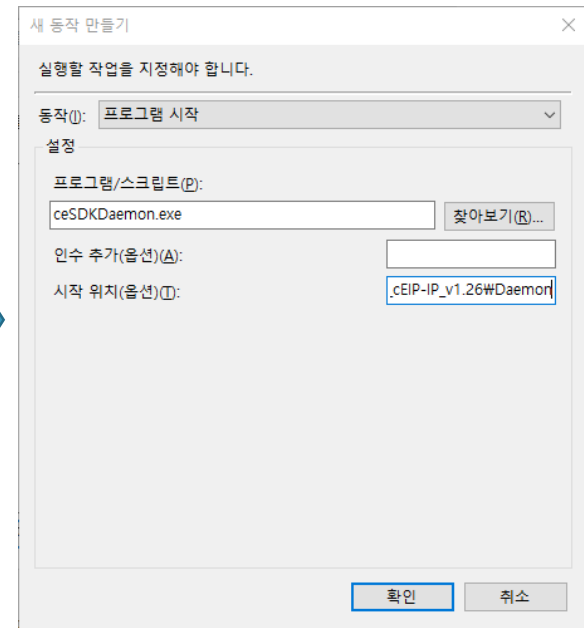 새 동작 만들기
실행할 작업을 지정해야 합니다.
동작(I): 프로그램 시작
설정
프로그램/스크립트(P):
ceSDKDaemon.exe 찾아보기(R)...
인수 추가(옵션)(A):
시작 위치(옵션)(T): _cEIP-IP_v1.26₩Daemon
확인 취소